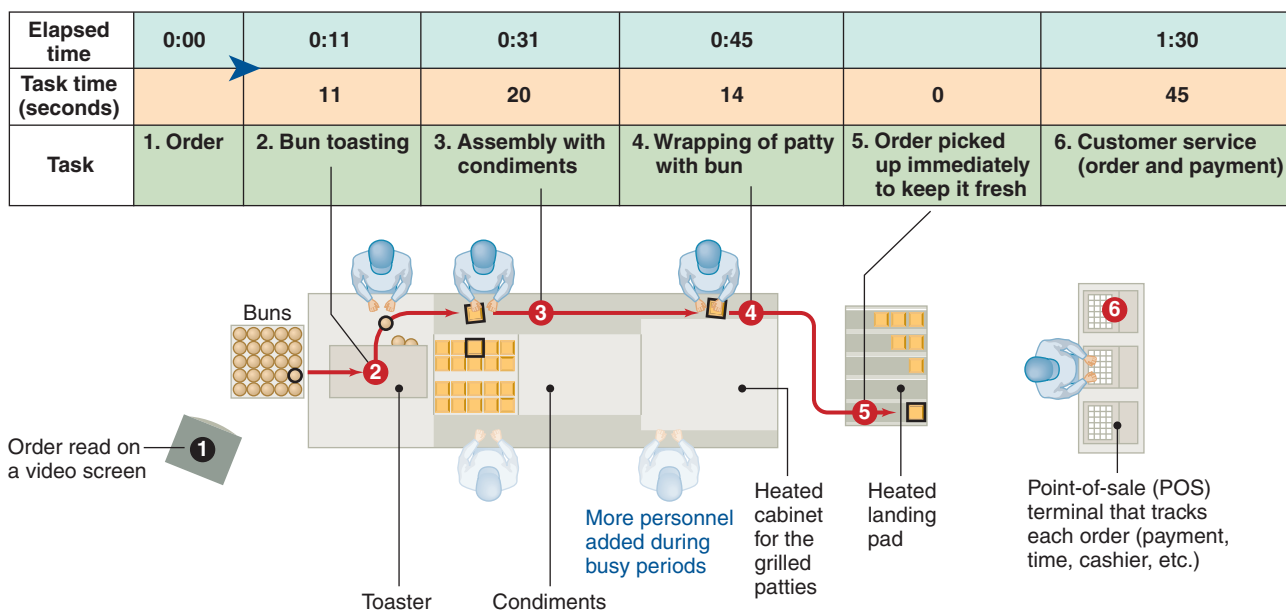 Elapsed
time
0:00
0:11
0:31
0:45
1:30
Task time
(seconds)
11
20
14
0
45
Task
1. Order
2. Bun toasting
3. Assembly with
condiments
4. Wrapping of patty
with bun
5. Order picked
up immediately
to keep it fresh
6. Customer service
(order and payment)
Buns
2
3
4
5
6
Order read on
a video screen
1
More personnel
added during
busy periods
Heated
cabinet
for the
grilled
patties
Heated
landing
pad
Point-of-sale (POS)
terminal that tracks
each order (payment,
time, cashier, etc.)
Toaster
Condiments